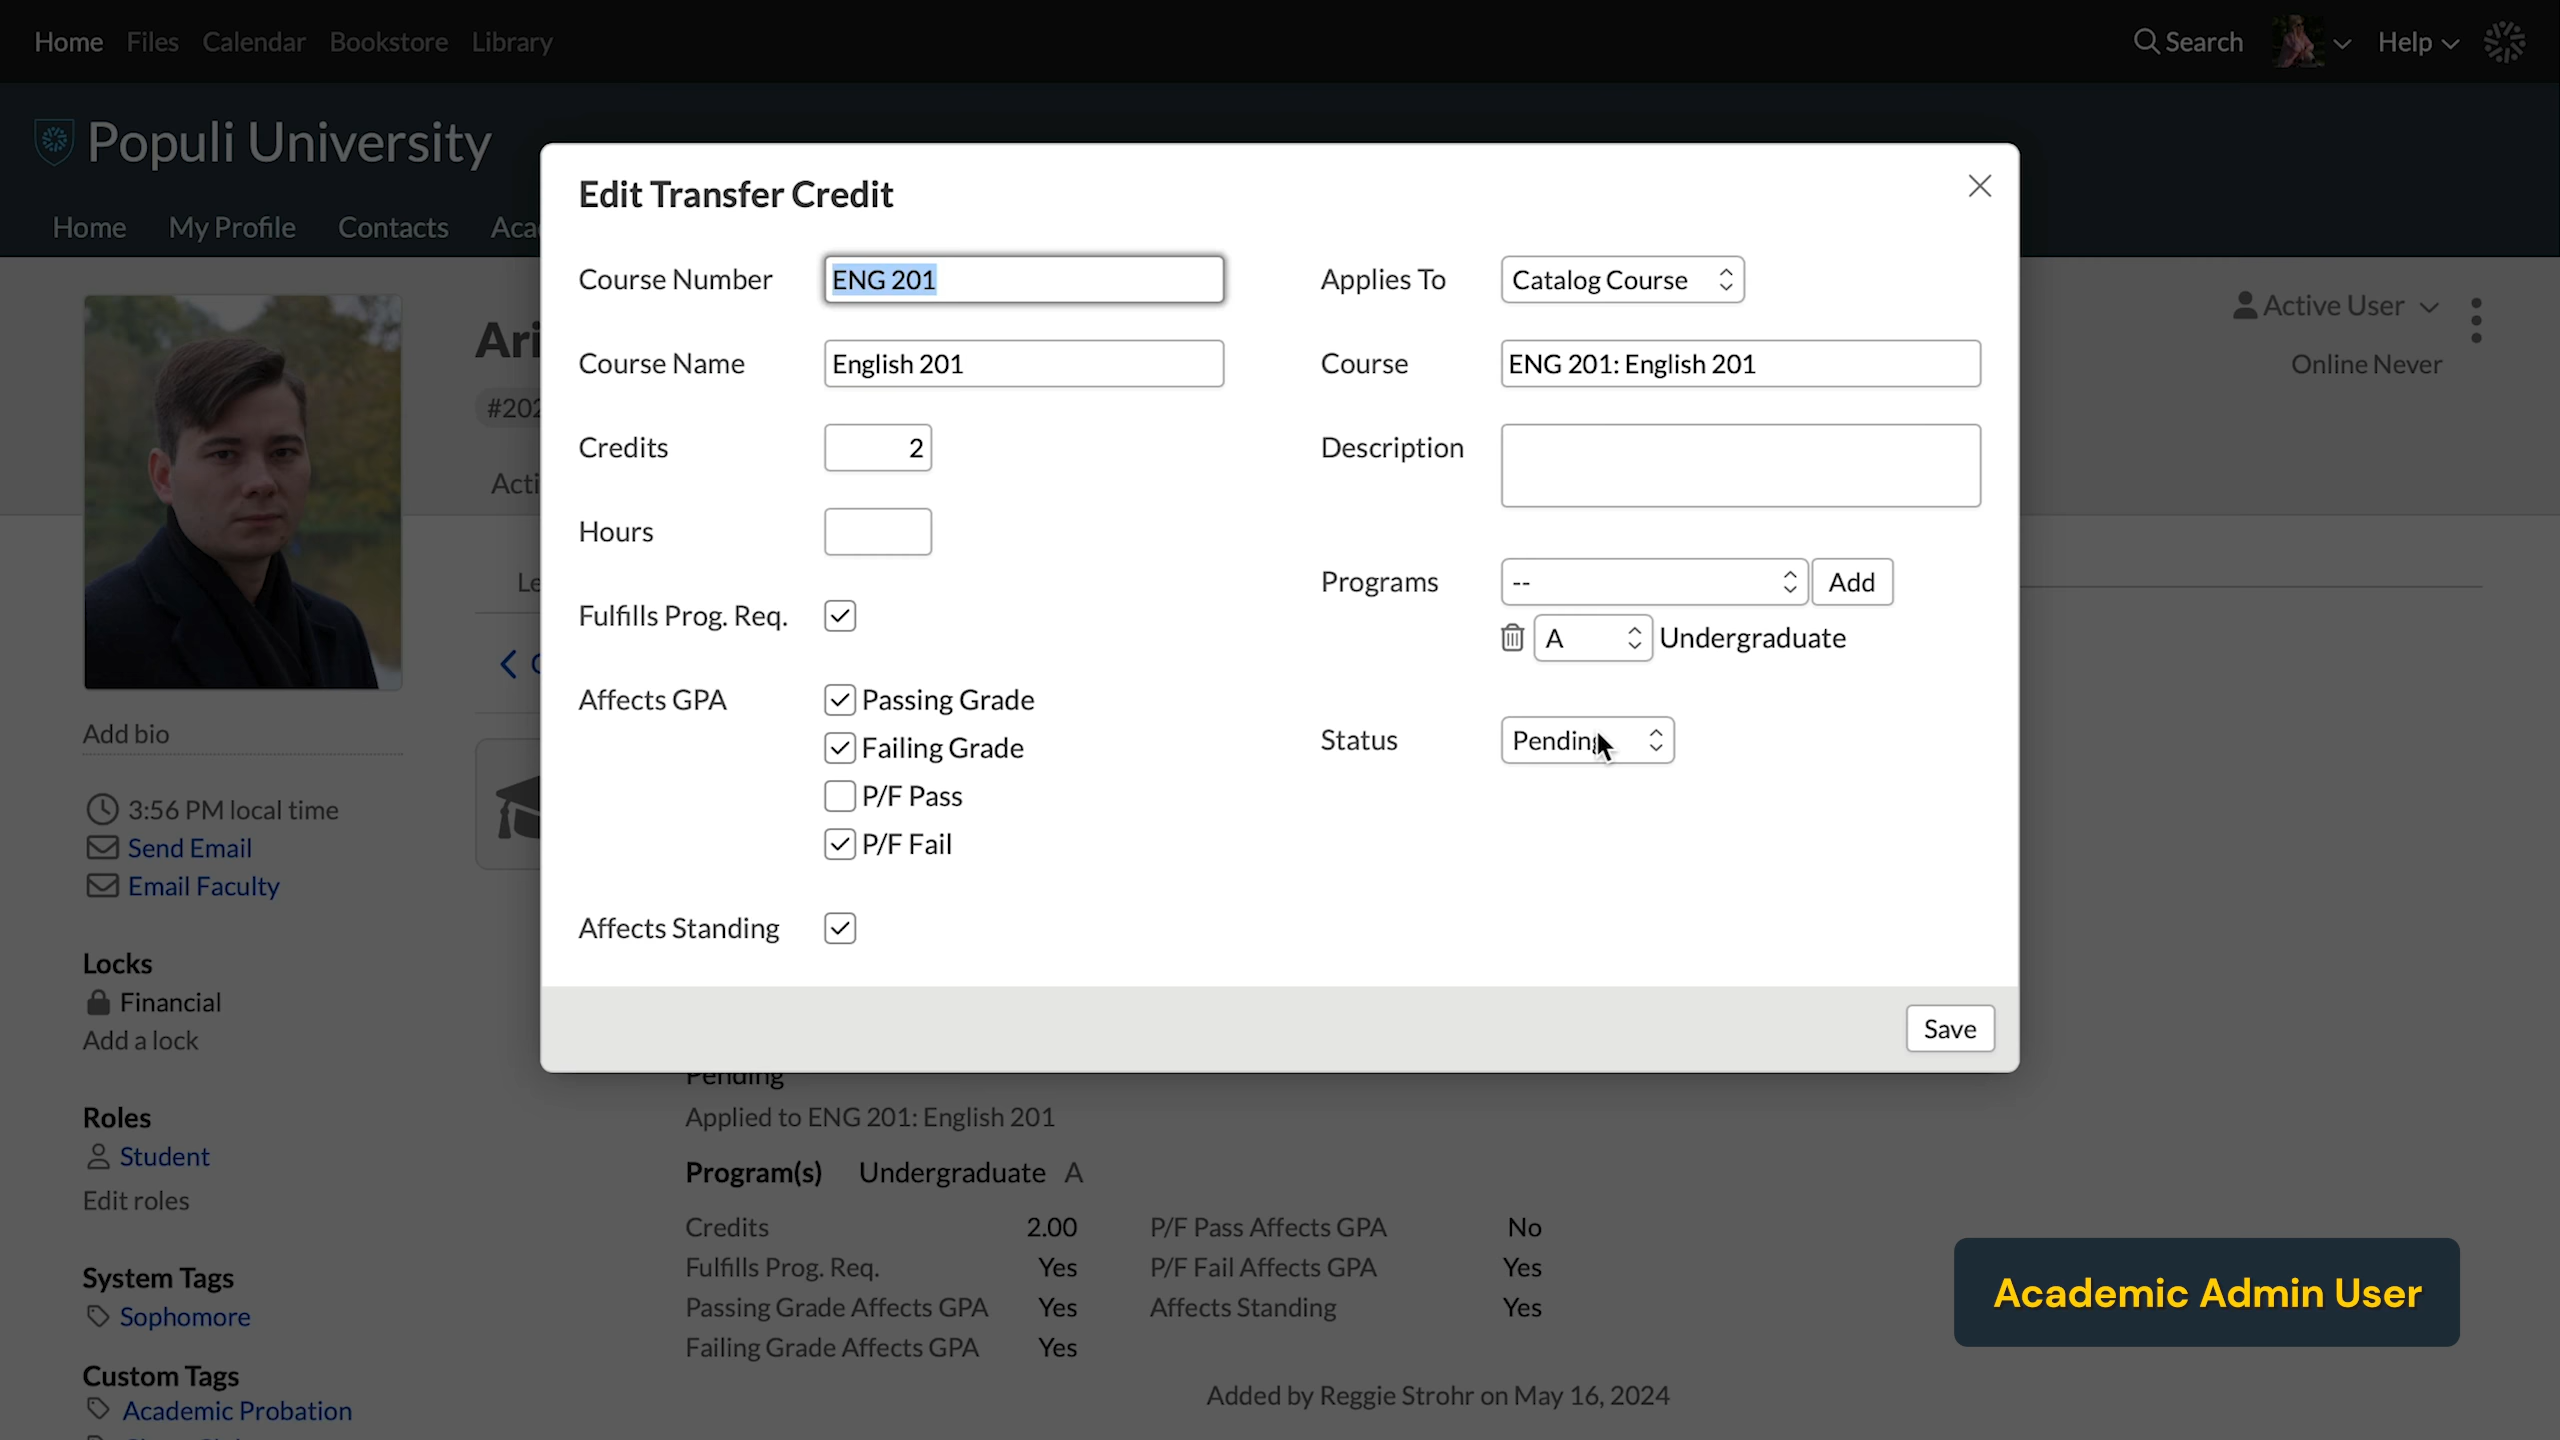 Home Files Calendar Bookstore Library
Search
Help
Populi University
Home My Profile Contacts
Active User
Online Never
Add bio
3:56 PM local time
Send Email
Email Faculty
Locks
Financial
Add a lock
Roles
Student
Edit roles
System Tags
Sophomore
Custom Tags
Academic Probation
Edit Transfer Credit
Course Number ENG 201
Course Name English 201
Credits 2
Hours
Fulfills Prog. Req.
Affects GPA
Passing Grade
Failing Grade
P/F Pass
P/F Fail
Affects Standing
Applies To Catalog Course
Course ENG 201: English 201
Description
Programs -- Add
A Undergraduate
Status Pending
Save
Pending
Applied to ENG 201: English 201
Program(s) Undergraduate A
Credits 2.00 P/F Pass Affects GPA No
Fulfills Prog. Req. Yes P/F Fail Affects GPA Yes
Passing Grade Affects GPA Yes Affects Standing Yes
Failing Grade Affects GPA Yes
Added by Reggie Strohr on May 16, 2024
Academic Admin User